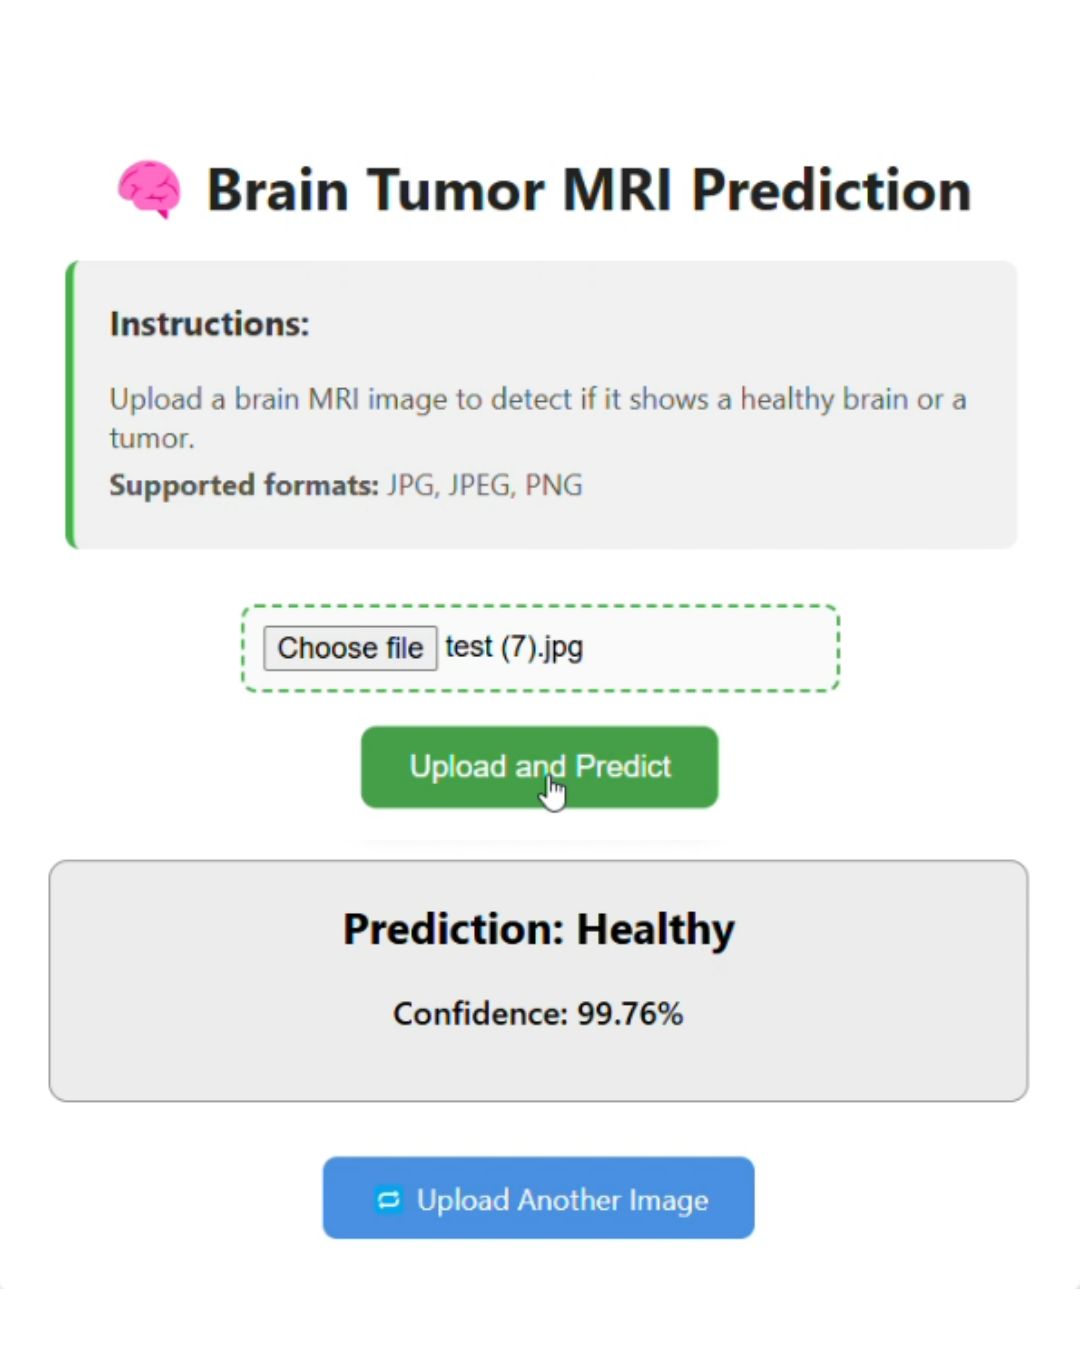 Brain Tumor MRI Prediction
Instructions:
Upload a brain MRI image to detect if it shows a healthy brain or a
tumor.
Supported formats: JPG, JPEG, PNG
Choose file test (7).jpg
Upload and Predict
Prediction: Healthy
Confidence: 99.76%
Upload Another Image